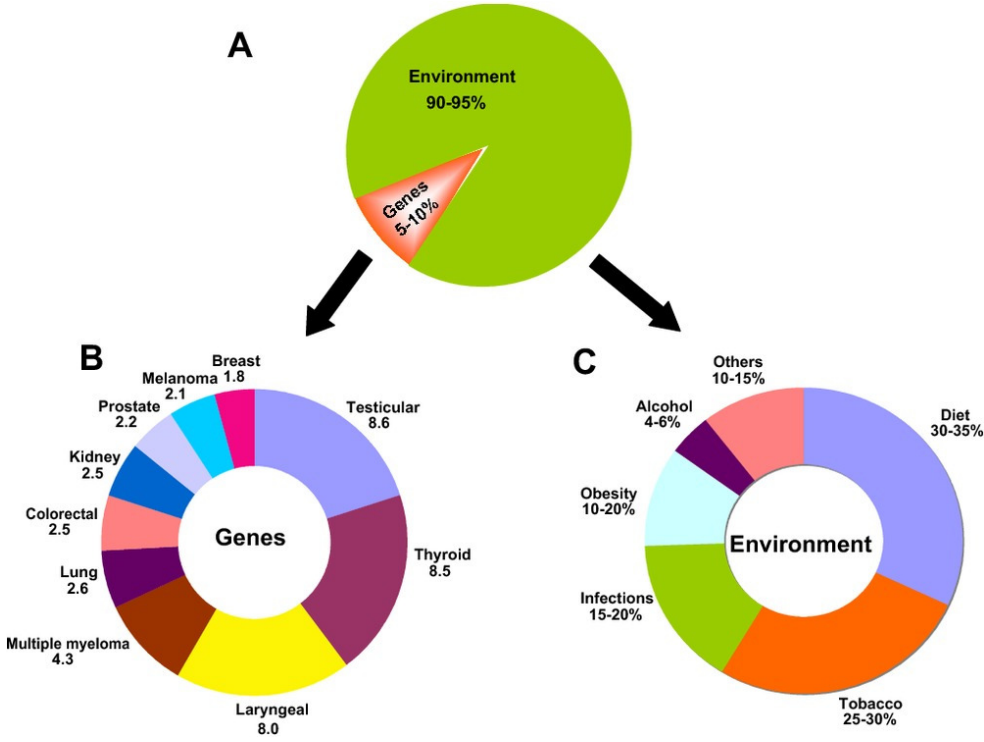 A
Environment
90-95%
Genes
5-10%
B
Breast
1.8
Melanoma
2.1
Prostate
2.2
Kidney
2.5
Colorectal
2.5
Lung
2.6
Multiple myeloma
4.3
Laryngeal
8.0
Thyroid
8.5
Testicular
8.6
Genes
C
Others
10-15%
Alcohol
4-6%
Obesity
10-20%
Infections
15-20%
Tobacco
25-30%
Diet
30-35%
Environment